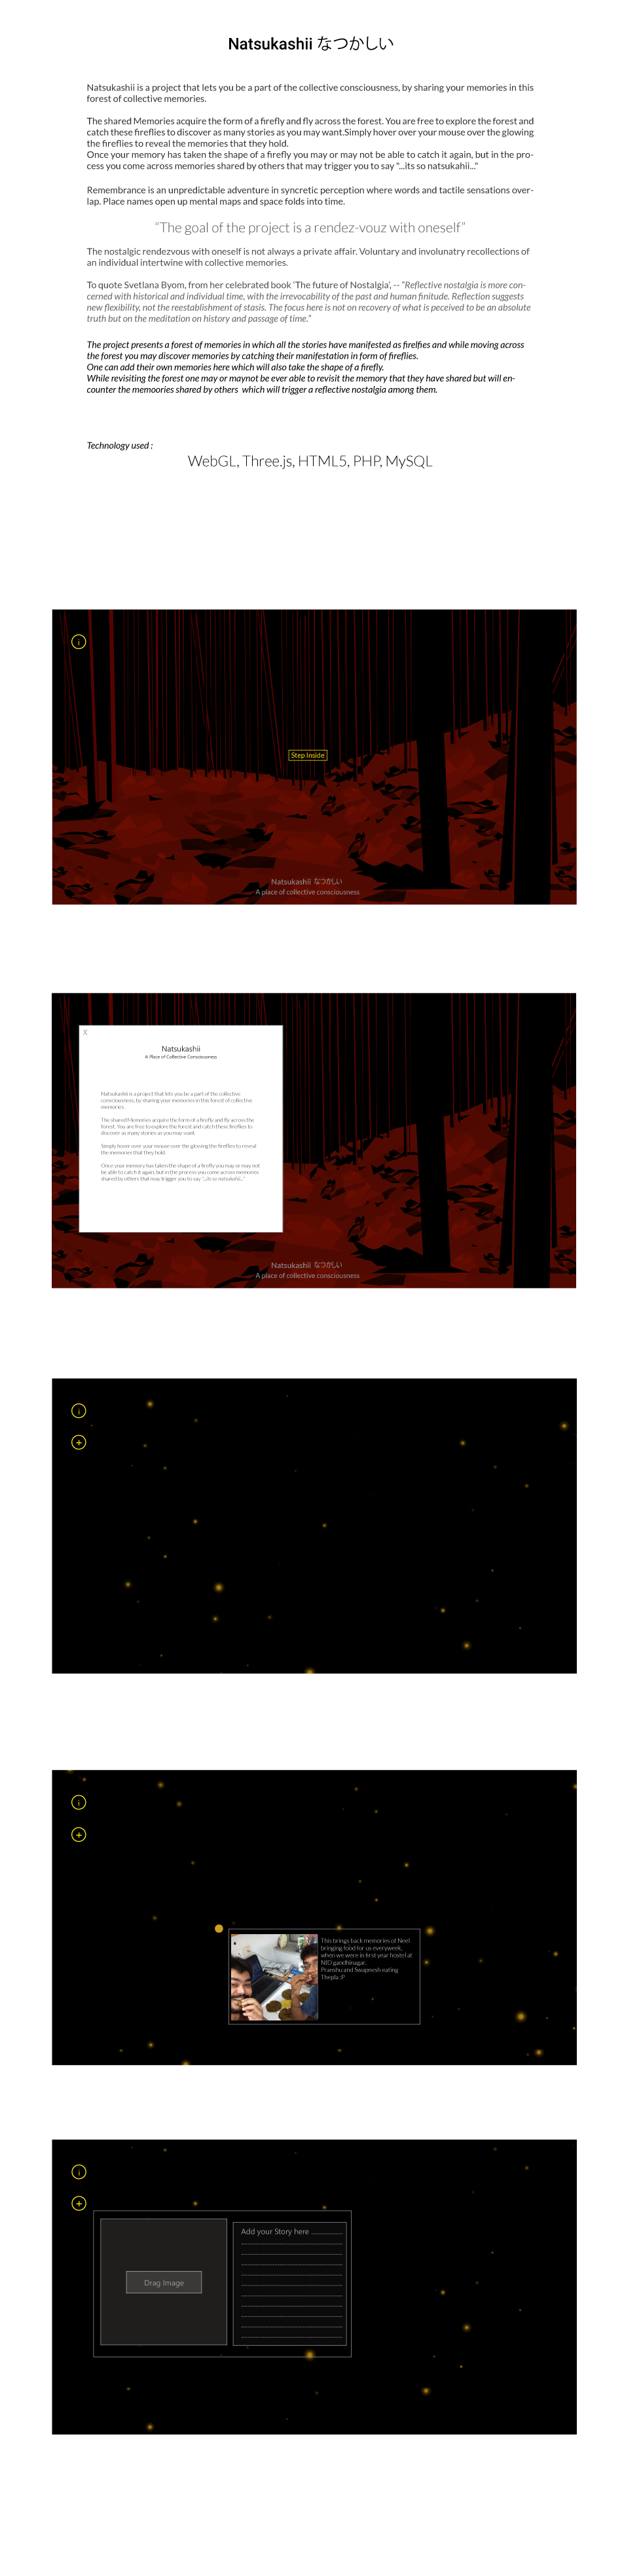 Natsukashii なつかしい
Natsukashii is a project that lets you be a part of the collective consciousness, by sharing your memories in this
forest of collective memories.
The shared Memories acquire the form of a firefly and fly across the forest. You are free to explore the forest and
catch these fireflies to discover as many stories as you may want.Simply hover over your mouse over the glowing
the fireflies to reveal the memories that they hold.
Once your memory has taken the shape of a firefly you may or may not be able to catch it again, but in the pro-
cess you come across memories shared by others that may trigger you to say "...its so natsukahii..."
Remembrance is an unpredictable adventure in syncretic perception where words and tactile sensations over-
lap. Place names open up mental maps and space folds into time.
“The goal of the project is a rendez-vouz with oneself”
The nostalgic rendezvous with oneself is not always a private affair. Voluntary and involunatry recollections of
an individual intertwine with collective memories.
To quote Svetlana Byom, from her celebrated book ‘The future of Nostalgia’, -- “Reflective nostalgia is more con-
cerned with historical and individual time, with the irrevocability of the past and human finitude. Reflection suggests
new flexibility, not the reestablishment of stasis. The focus here is not on recovery of what is peceived to be an absolute
truth but on the meditation on history and passage of time.”
The project presents a forest of memories in which all the stories have manifested as firelfies and while moving across
the forest you may discover memories by catching their manifestation in form of fireflies.
One can add their own memories here which will also take the shape of a firefly.
While revisiting the forest one may or maynot be ever able to revisit the memory that they have shared but will en-
counter the memoories shared by others which will trigger a reflective nostalgia among them.
Technology used :
WebGL, Three.js, HTML5, PHP, MySQL
i
Step Inside
Natsukashii なつかしい
A place of collective consciousness
X
Natsukashii
A Place of Collective Consciousness
Natsukashii is a project that lets you be a part of the collective
consciousness, by sharing your memories in this forest of collective
memories.
The shared Memories acquire the form of a firefly and fly across the
forest. You are free to explore the forest and catch these fireflies to
discover as many stories as you may want.
Simply hover over your mouse over the glowing the fireflies to reveal
the memories that they hold.
Once your memory has taken the shape of a firefly you may or may not
be able to catch it again, but in the process you come across memories
shared by others that may trigger you to say "...its so natsukahii..."
Natsukashii なつかしい
A place of collective consciousness
i
+
i
+
This brings back memories of Neel
bringing food for us everyweek,
when we were in first year hostel at
NID gandhinagar.
Pranshu and Swapnesh eating
Thepla :P
i
+
Drag Image
Add your Story here